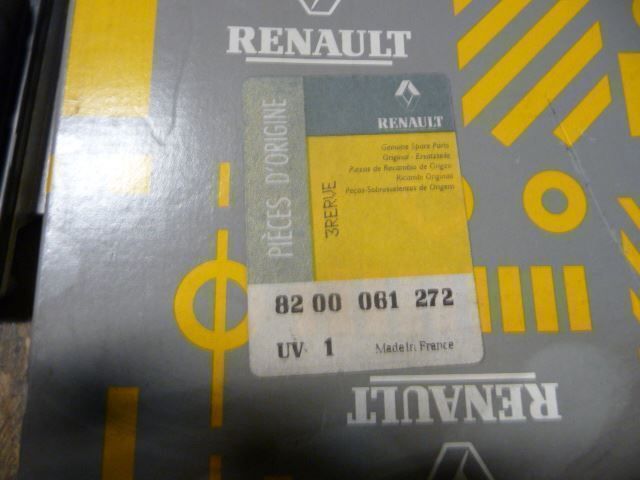 RENAULT
PIÈCES D'ORIGINE
RENAULT
Genuine Spare Parts
Original - Ersatzteile
Piezas de Recambio de Origen
Ricambi Originali
Peças-Sobresselentes de Origem
3RERVE
82 00 061 272
UV 1 Made in France
RENAULT